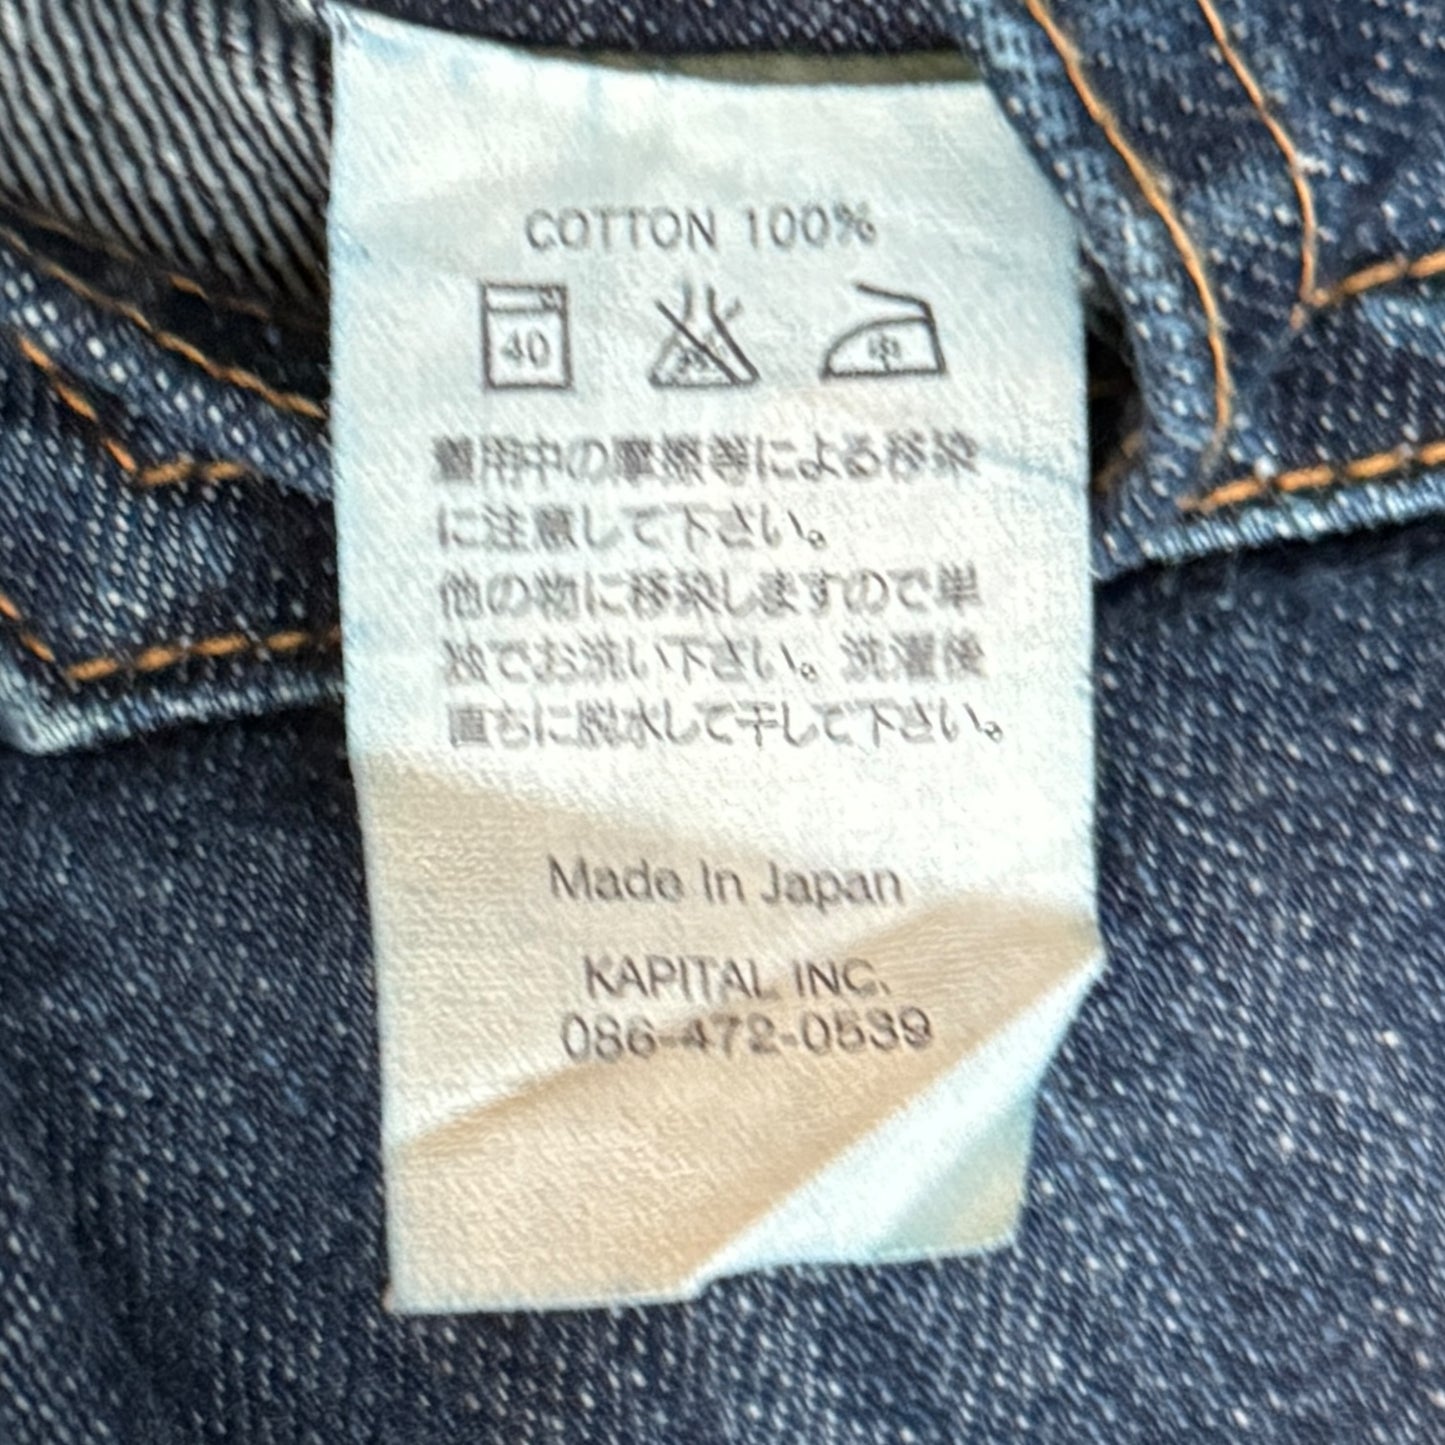 COTTON 100%
40 中
着用中の摩擦等による移染
に注意して下さい。
他の物に移染しますので単
独でお洗い下さい。洗濯後
直ちに脱水して干して下さい。
Made In Japan
KAPITAL INC.
086-472-0539